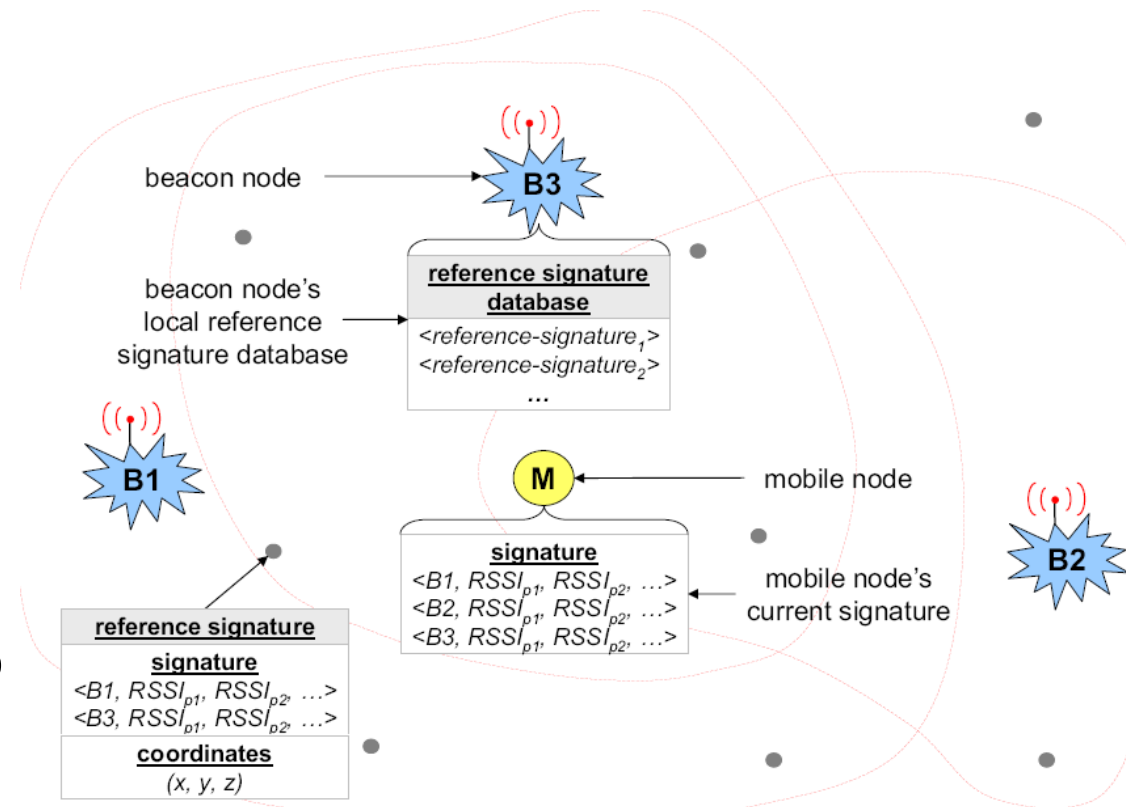 B3
beacon node
reference signature
database
<reference-signature1>
<reference-signature2>
...
beacon node's
local reference
signature database
B1
M
mobile node
B2
signature
<B1, RSSIp1, RSSIp2, ...>
<B2, RSSIp1, RSSIp2, ...>
<B3, RSSIp1, RSSIp2, ...>
mobile node's
current signature
reference signature
signature
<B1, RSSIp1, RSSIp2, ...>
<B3, RSSIp1, RSSIp2, ...>
coordinates
(x, y, z)
)